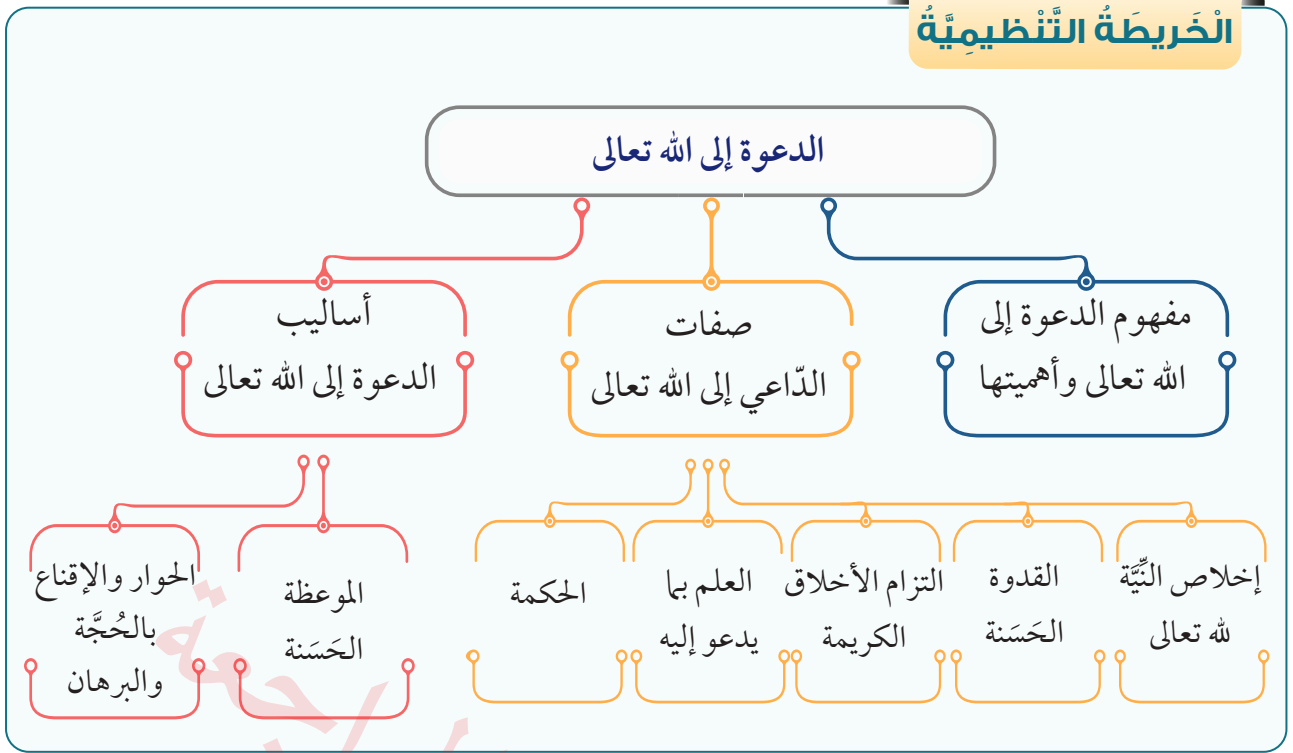 الْخَريطَةُ التَّنْظيمِيَّةُ
الدعوة إلى الله تعالى
مفهوم الدعوة إلى
الله تعالى وأهميتها
صفات
الدّاعي إلى الله تعالى
أساليب
الدعوة إلى الله تعالى
إخلاص النِّيَّة
لله تعالى
القدوة
الحَسَنة
التزام الأخلاق
الكريمة
العلم بما
يدعو إليه
الحكمة
الموعظة
الحَسَنة
الحوار والإقناع
بالحُجَّة
والبرهان